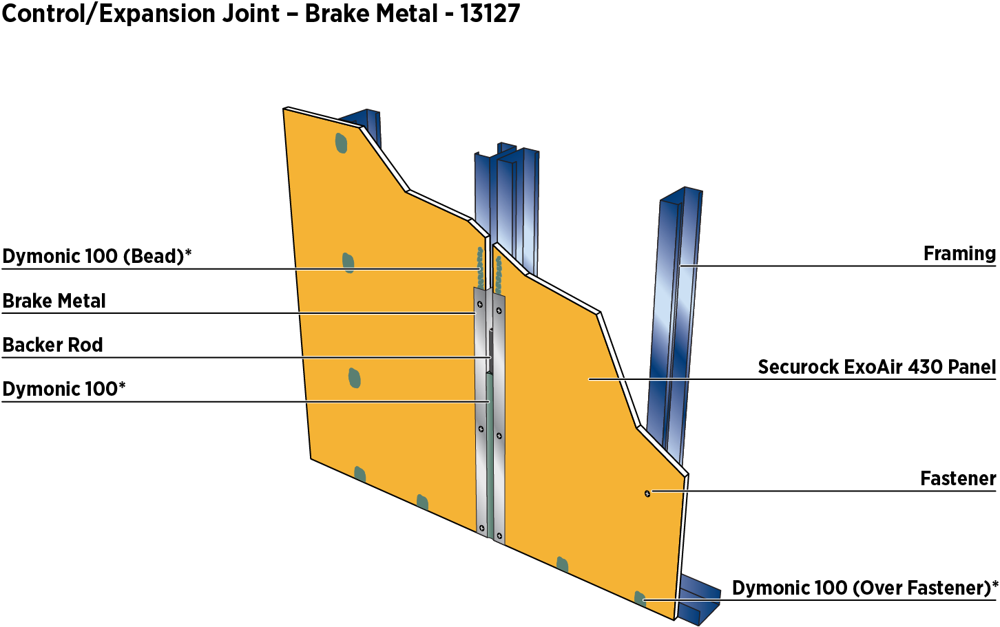 Control/Expansion Joint – Brake Metal - 13127
Dymonic 100 (Bead)*
Brake Metal
Backer Rod
Dymonic 100*
Framing
Securock ExoAir 430 Panel
Fastener
Dymonic 100 (Over Fastener)*